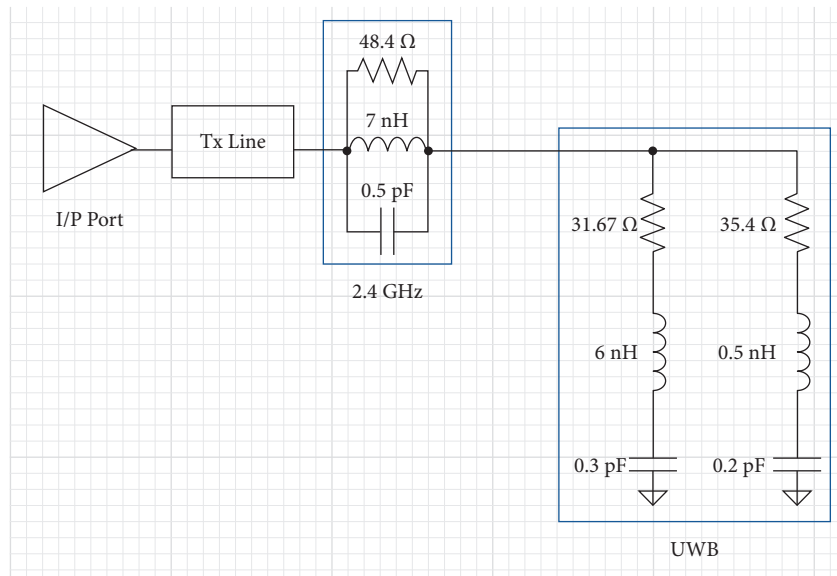 48.4 Ω
7 nH
Tx Line
0.5 pF
I/P Port
31.67 Ω
35.4 Ω
2.4 GHz
6 nH
0.5 nH
0.3 pF
0.2 pF
UWB